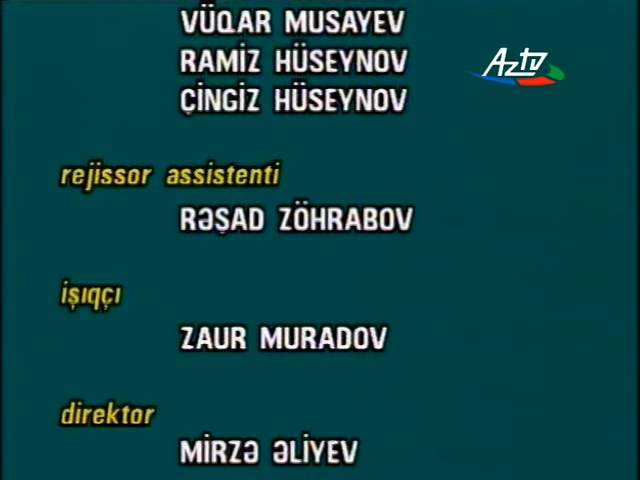 VÜQAR MUSAYEV
RAMİZ HÜSEYNOV
AzTV
ÇİNGİZ HÜSEYNOV
rejissor assistenti
RƏŞAD ZÖHRABOV
işıqçı
ZAUR MURADOV
direktor
MİRZƏ ƏLİYEV